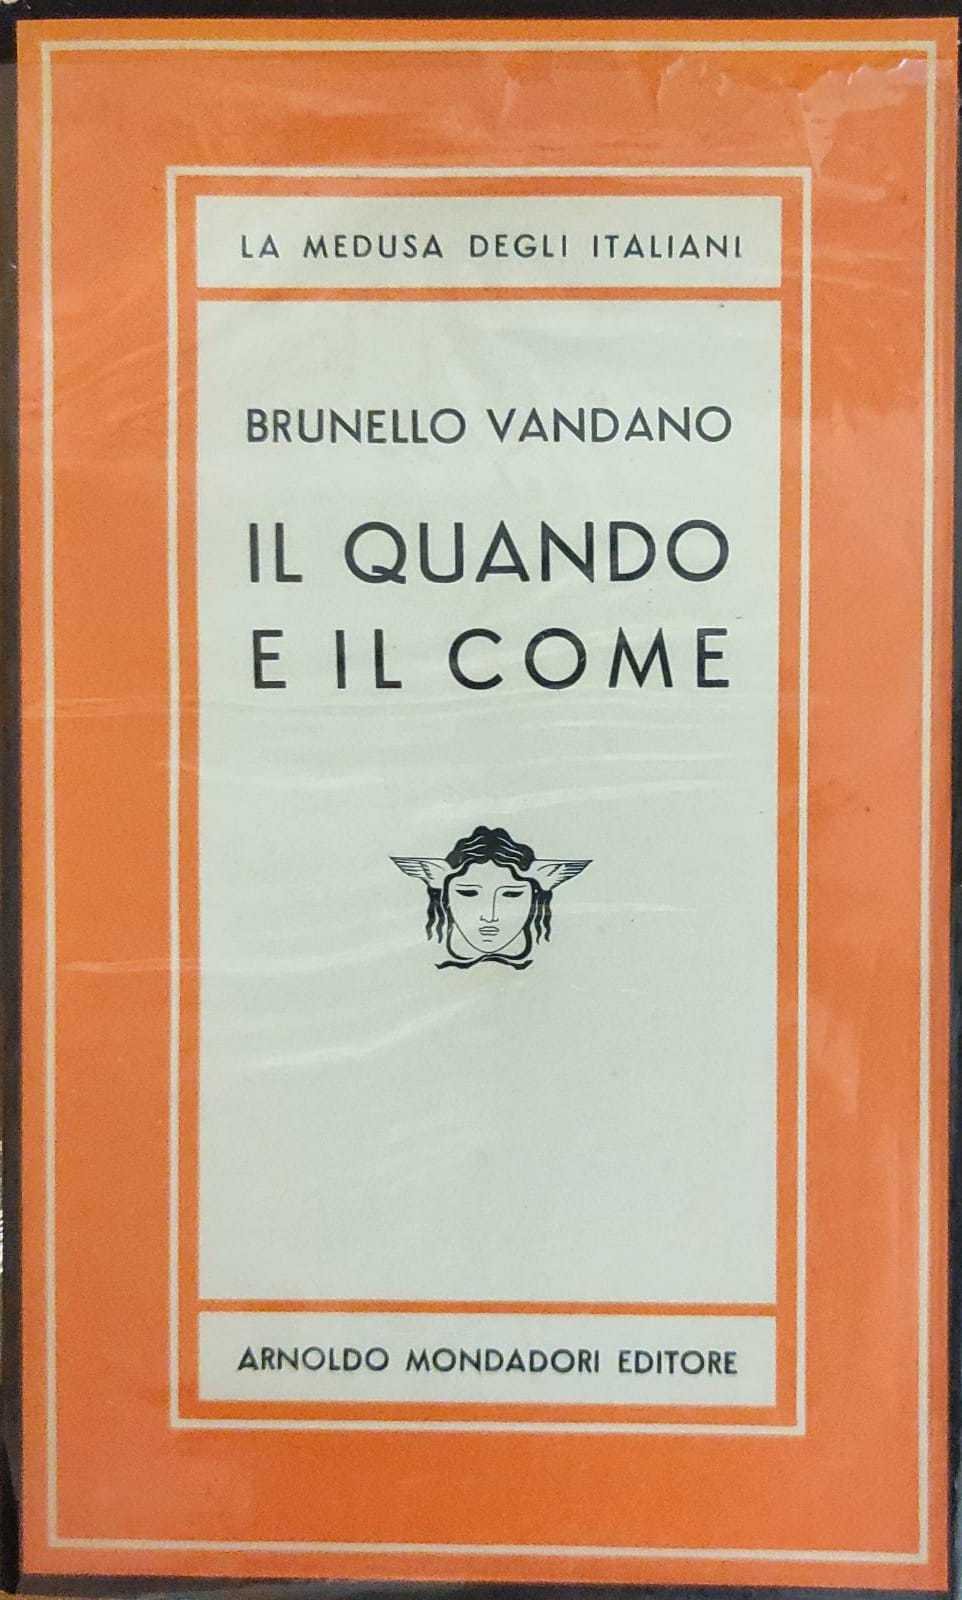 LA MEDUSA DEGLI ITALIANI
BRUNELLO VANDANO
IL QUANDO
E IL COME
ARNOLDO MONDADORI EDITORE